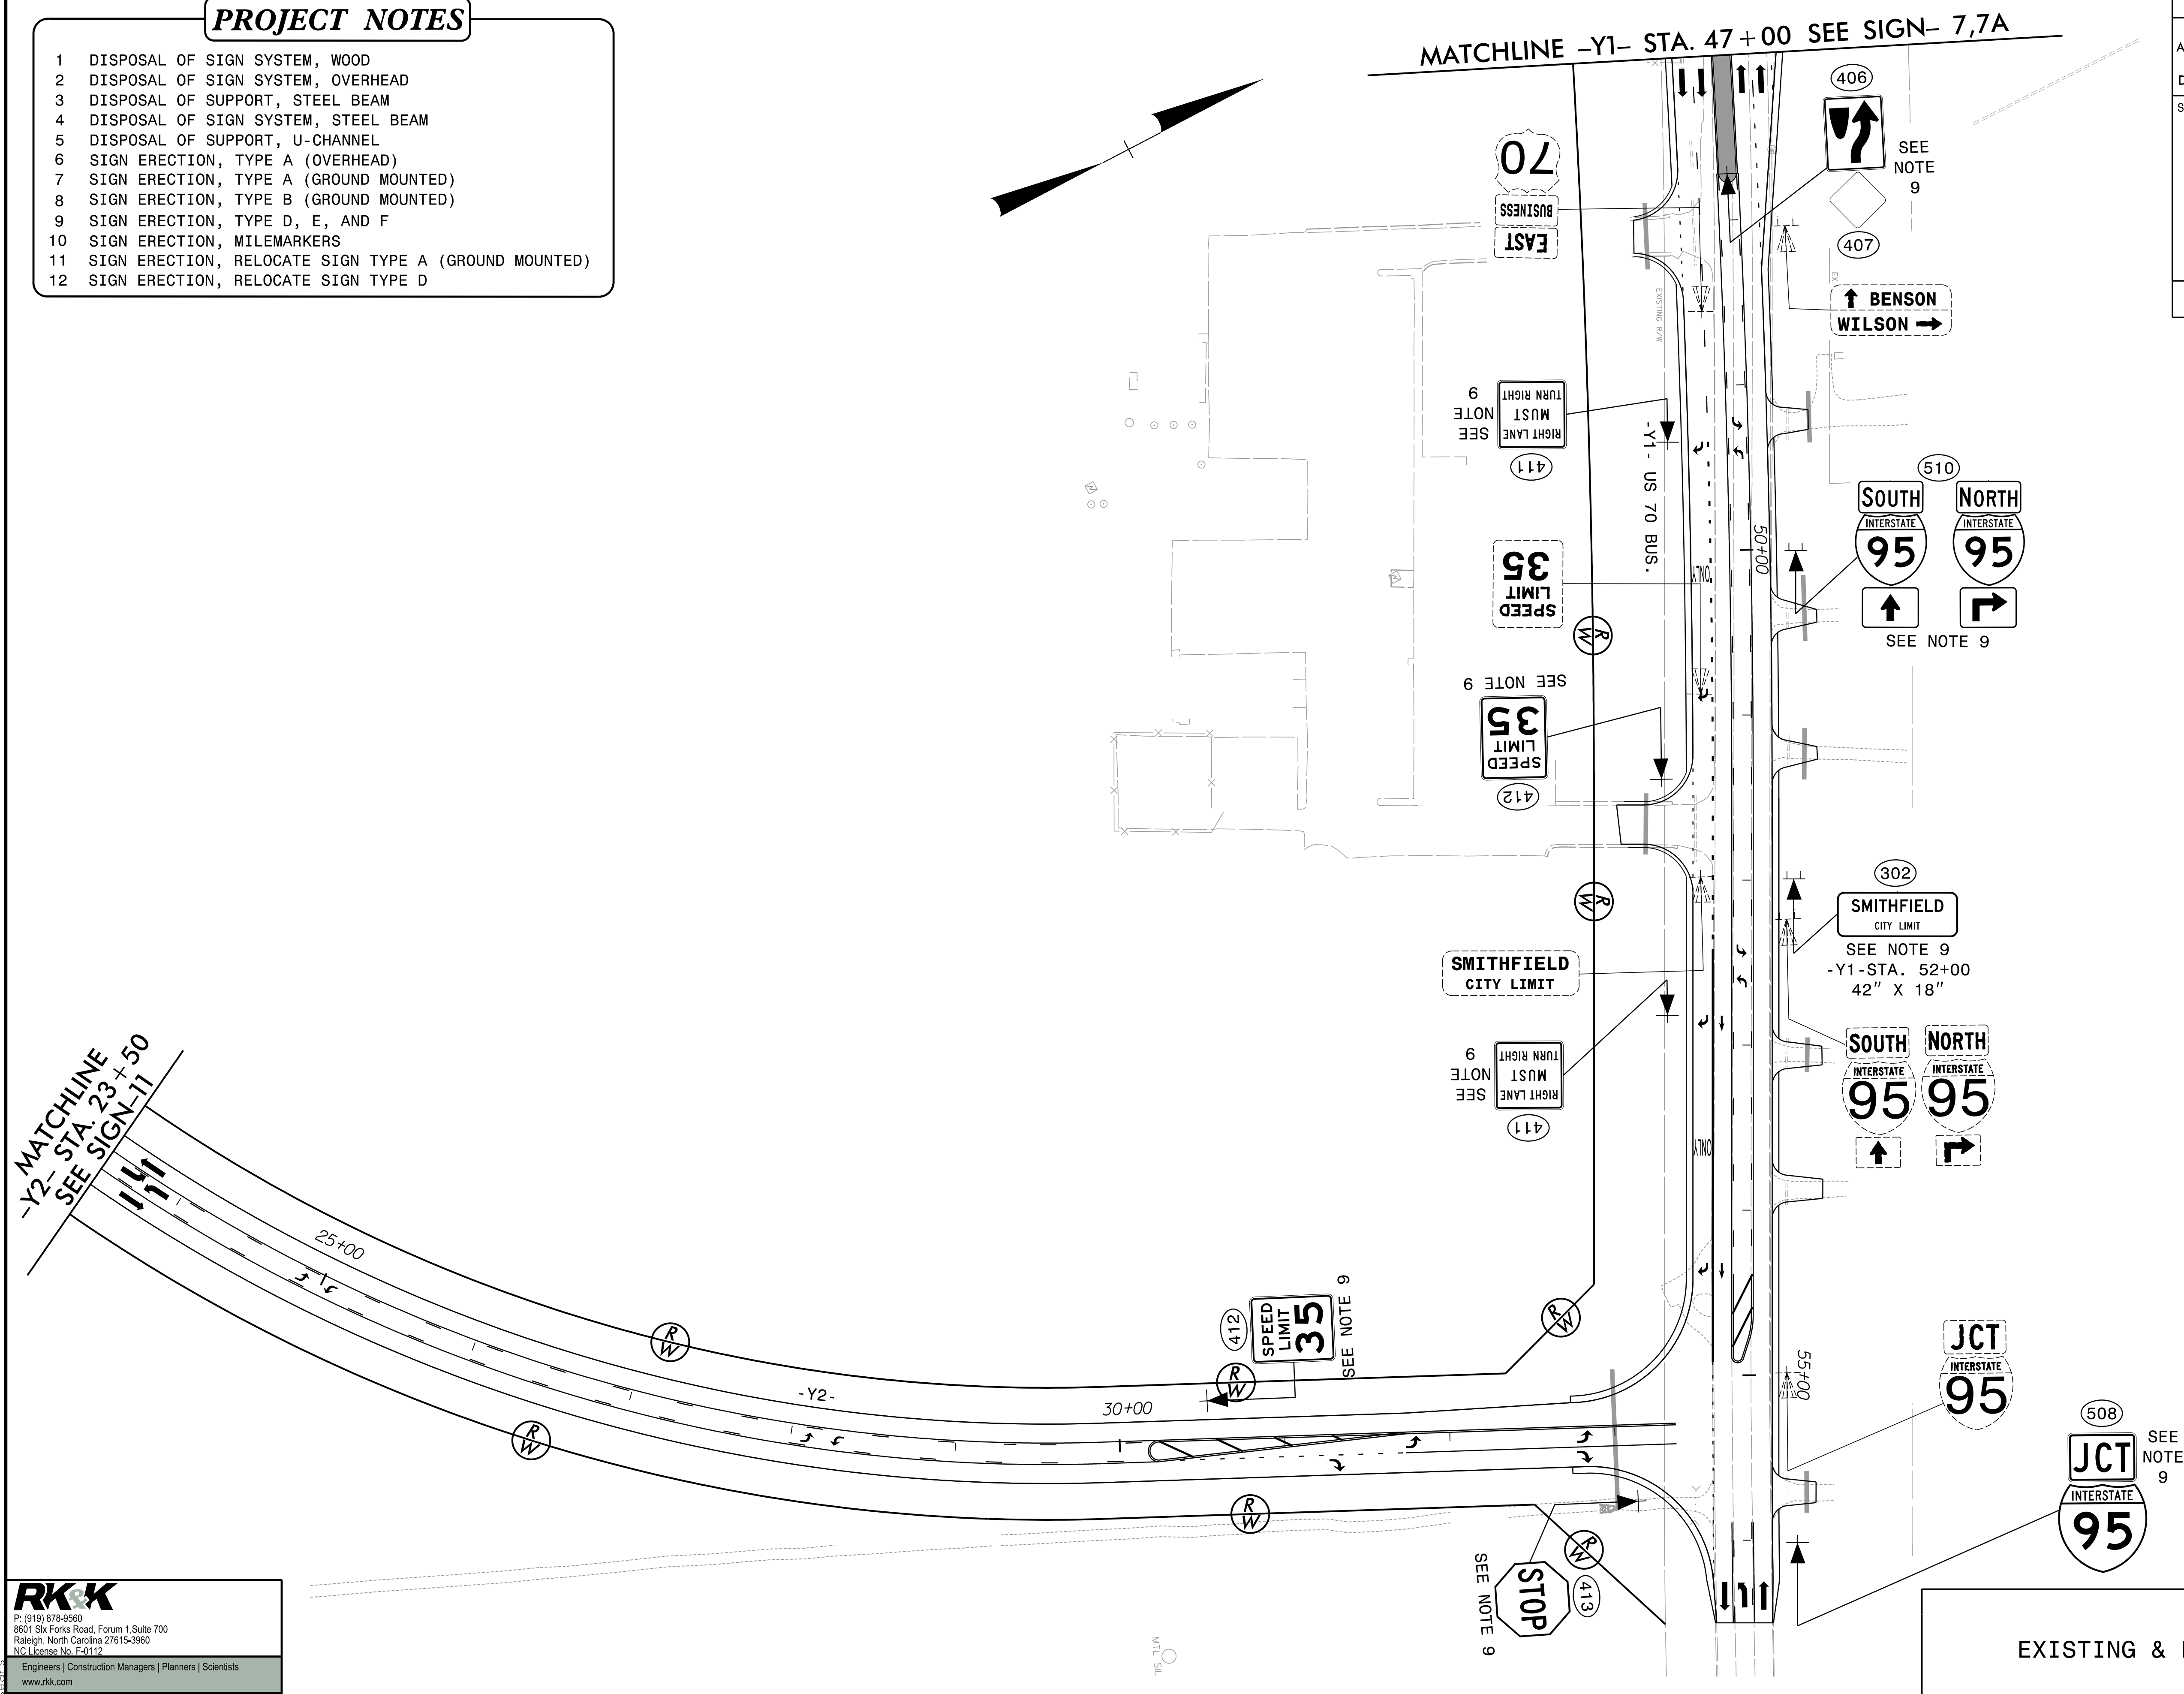 PROJECT NOTES
1 DISPOSAL OF SIGN SYSTEM, WOOD
2 DISPOSAL OF SIGN SYSTEM, OVERHEAD
3 DISPOSAL OF SUPPORT, STEEL BEAM
4 DISPOSAL OF SIGN SYSTEM, STEEL BEAM
5 DISPOSAL OF SUPPORT, U-CHANNEL
6 SIGN ERECTION, TYPE A (OVERHEAD)
7 SIGN ERECTION, TYPE A (GROUND MOUNTED)
8 SIGN ERECTION, TYPE B (GROUND MOUNTED)
9 SIGN ERECTION, TYPE D, E, AND F
10 SIGN ERECTION, MILEMARKERS
11 SIGN ERECTION, RELOCATE SIGN TYPE A (GROUND MOUNTED)
12 SIGN ERECTION, RELOCATE SIGN TYPE D
MATCHLINE -Y1- STA. 47+00 SEE SIGN- 7,7A
406
SEE
NOTE
9
407
EAST
BUSINESS
70
EXISTING R/W
EX
↑ BENSON
WILSON →
411
RIGHT LANE
MUST
TURN RIGHT
SEE
NOTE
9
-Y1- US 70 BUS.
50+00
510
SOUTH
INTERSTATE
95
NORTH
INTERSTATE
95
SEE NOTE 9
SPEED
LIMIT
35
ONLY
R/W
412
SPEED
LIMIT
35
SEE NOTE 9
R/W
302
SMITHFIELD
CITY LIMIT
SEE NOTE 9
-Y1-STA. 52+00
42" X 18"
SMITHFIELD
CITY LIMIT
411
RIGHT LANE
MUST
TURN RIGHT
SEE
NOTE
9
ONLY
SOUTH
INTERSTATE
95
NORTH
INTERSTATE
95
MATCHLINE
-Y2- STA. 23+50
SEE SIGN-11
25+00
R/W
R/W
-Y2-
30+00
412
SPEED
LIMIT
35
SEE NOTE 9
R/W
R/W
R/W
55+00
JCT
INTERSTATE
95
508
JCT
INTERSTATE
95
SEE
NOTE
9
R/W
413
STOP
SEE NOTE 9
MTL SIL
RK&K
P: (919) 878-9560
8601 Six Forks Road, Forum 1,Suite 700
Raleigh, North Carolina 27615-3960
NC License No. F-0112
Engineers | Construction Managers | Planners | Scientists
www.rkk.com
EXISTING &